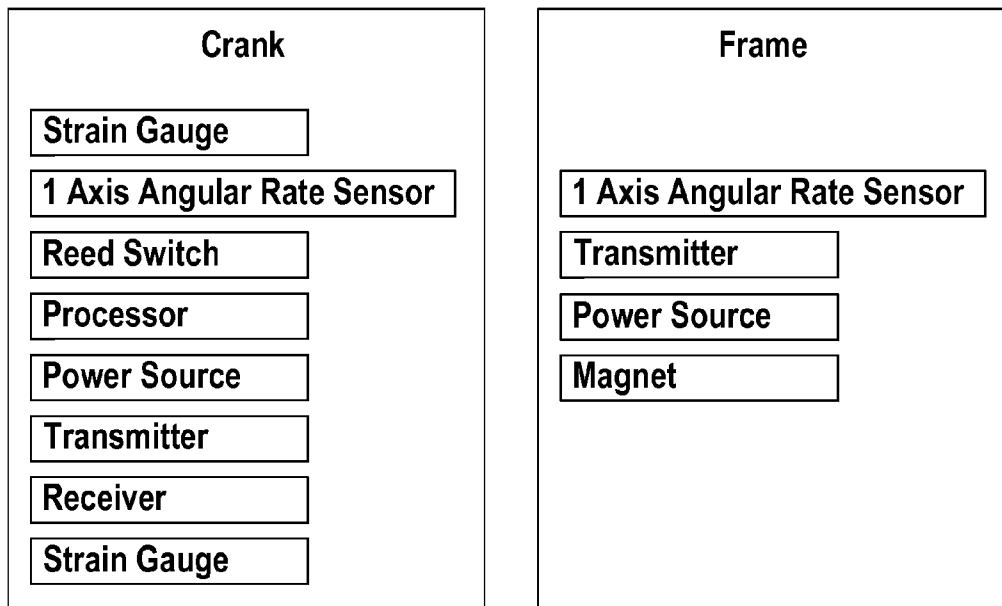 Crank
Strain Gauge
1 Axis Angular Rate Sensor
Reed Switch
Processor
Power Source
Transmitter
Receiver
Strain Gauge
Frame
1 Axis Angular Rate Sensor
Transmitter
Power Source
Magnet